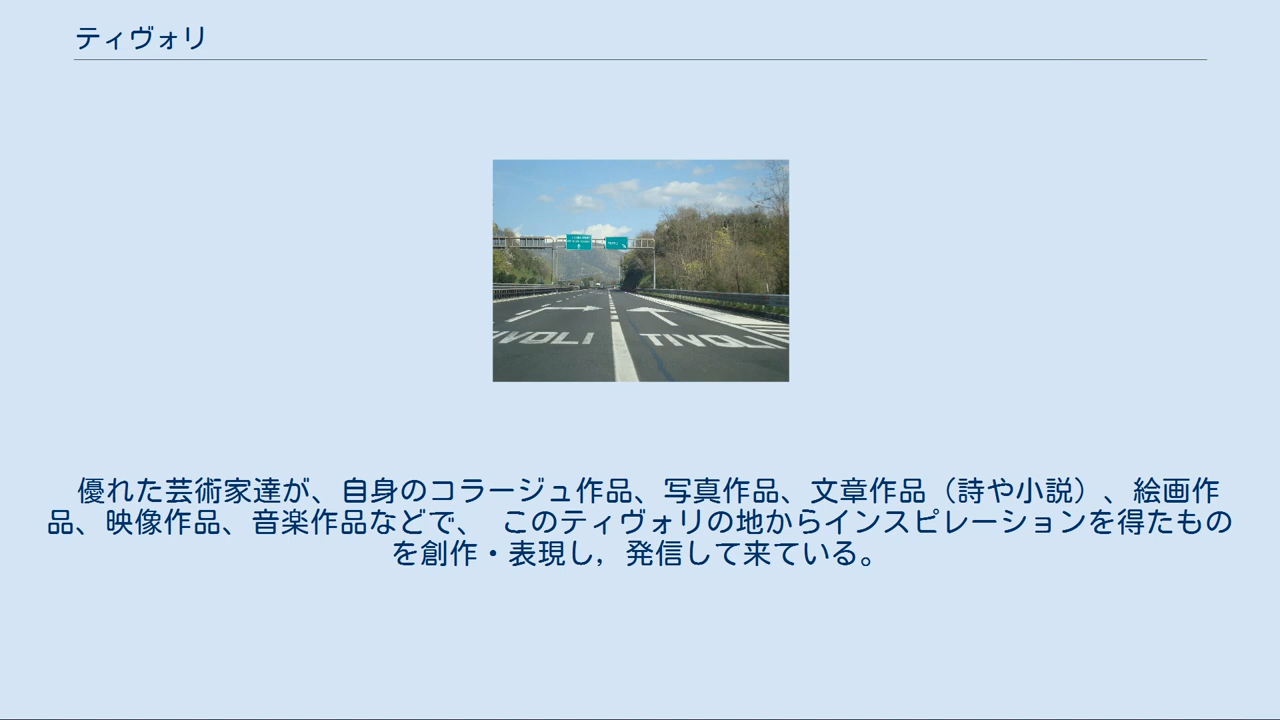 ティヴォリ
IVOLI
TIVOLI
優れた芸術家達が、自身のコラージュ作品、写真作品、文章作品（詩や小説）、絵画作
品、映像作品、音楽作品などで、　このティヴォリの地からインスピレーションを得たもの
を創作・表現し，発信して来ている。